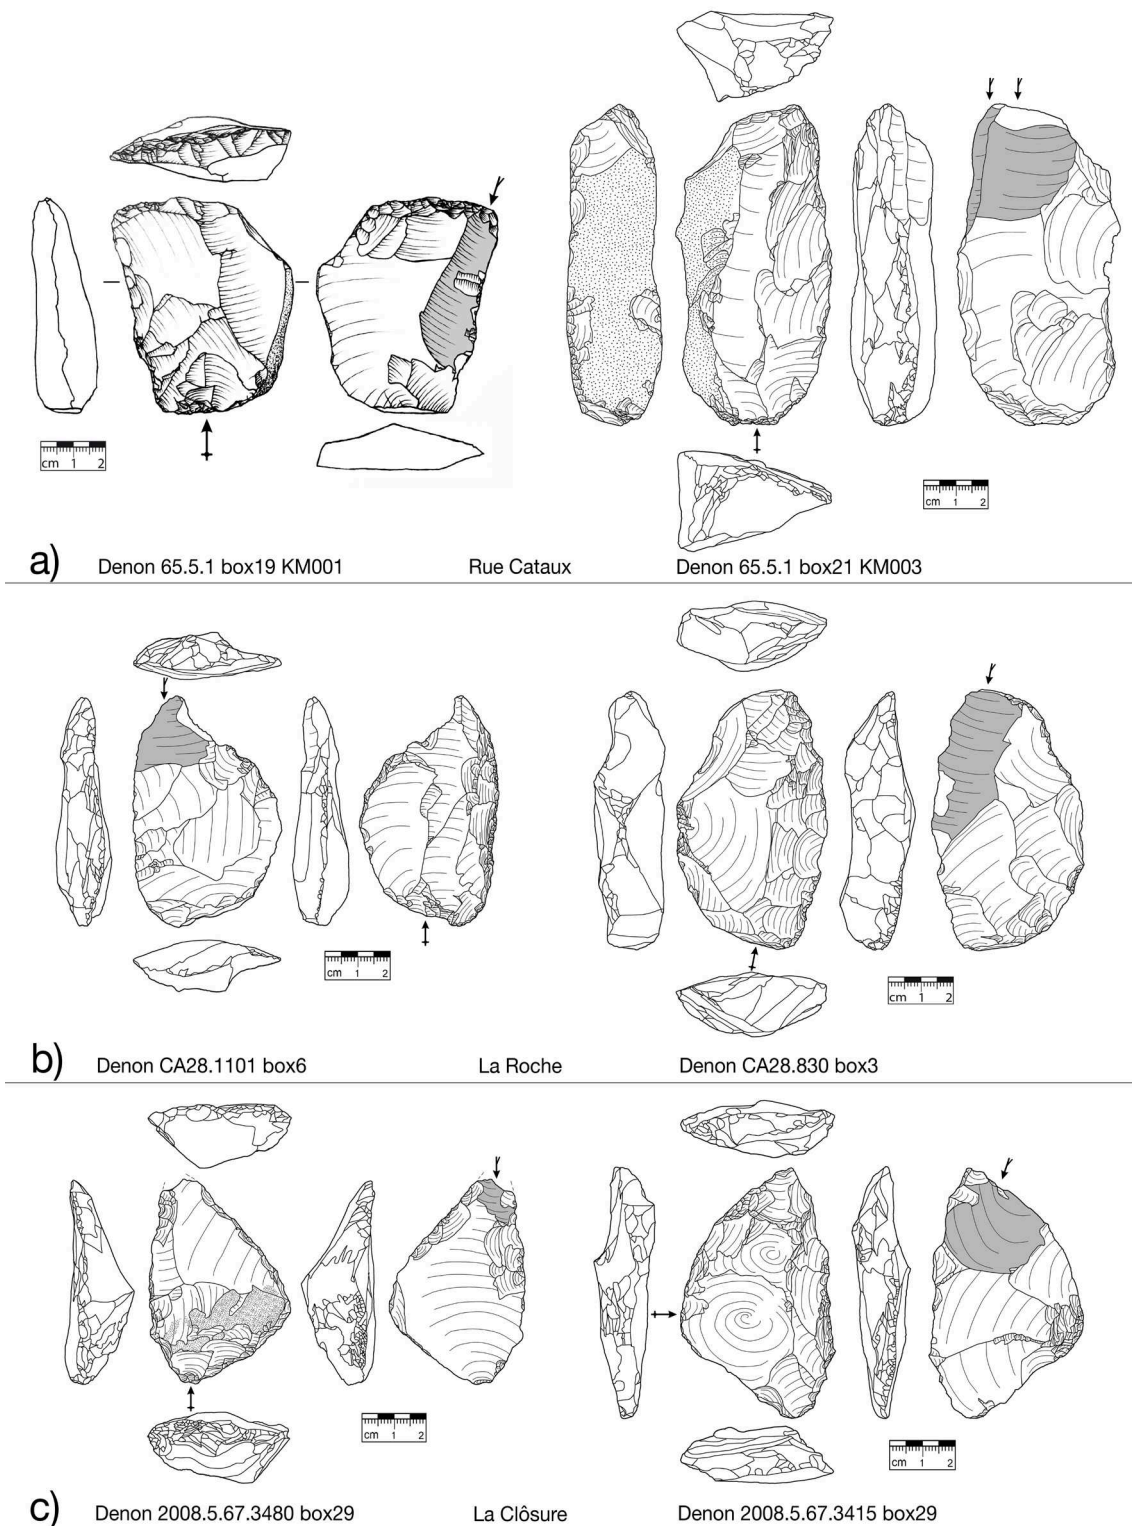 cm 1 2
cm 1 2
a) Denon 65.5.1 box19 KM001 Rue Cataux Denon 65.5.1 box21 KM003
cm 1 2
cm 1 2
b) Denon CA28.1101 box6 La Roche Denon CA28.830 box3
cm 1 2
cm 1 2
c) Denon 2008.5.67.3480 box29 La Clôsure Denon 2008.5.67.3415 box29